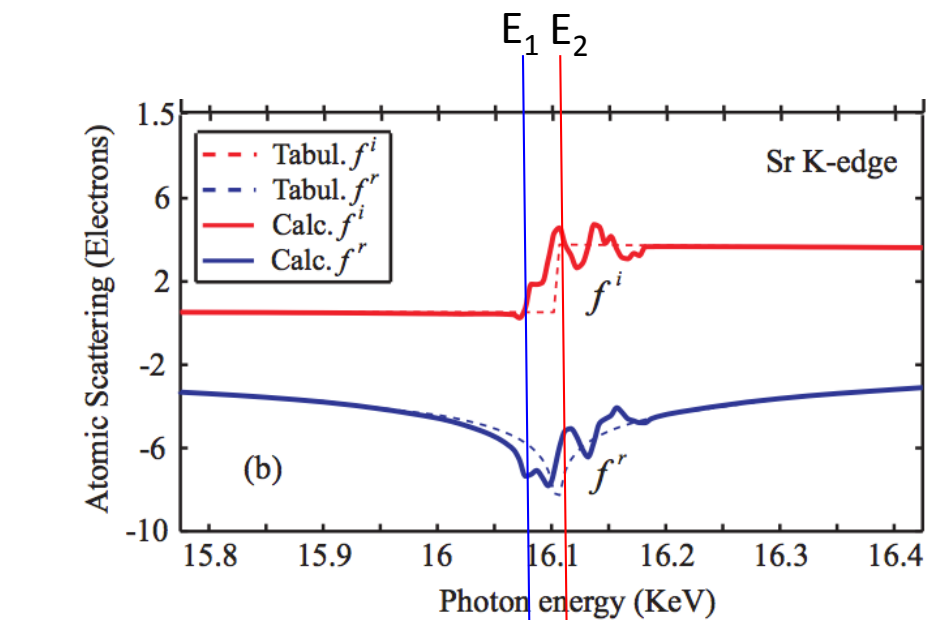 E1 E2
1.5
6
2
-2
-6
-10
Atomic Scattering (Electrons)
Tabul. f i
Tabul. f r
Calc. f i
Calc. f r
Sr K-edge
f i
f r
(b)
15.8 15.9 16 16.1 16.2 16.3 16.4
Photon energy (KeV)